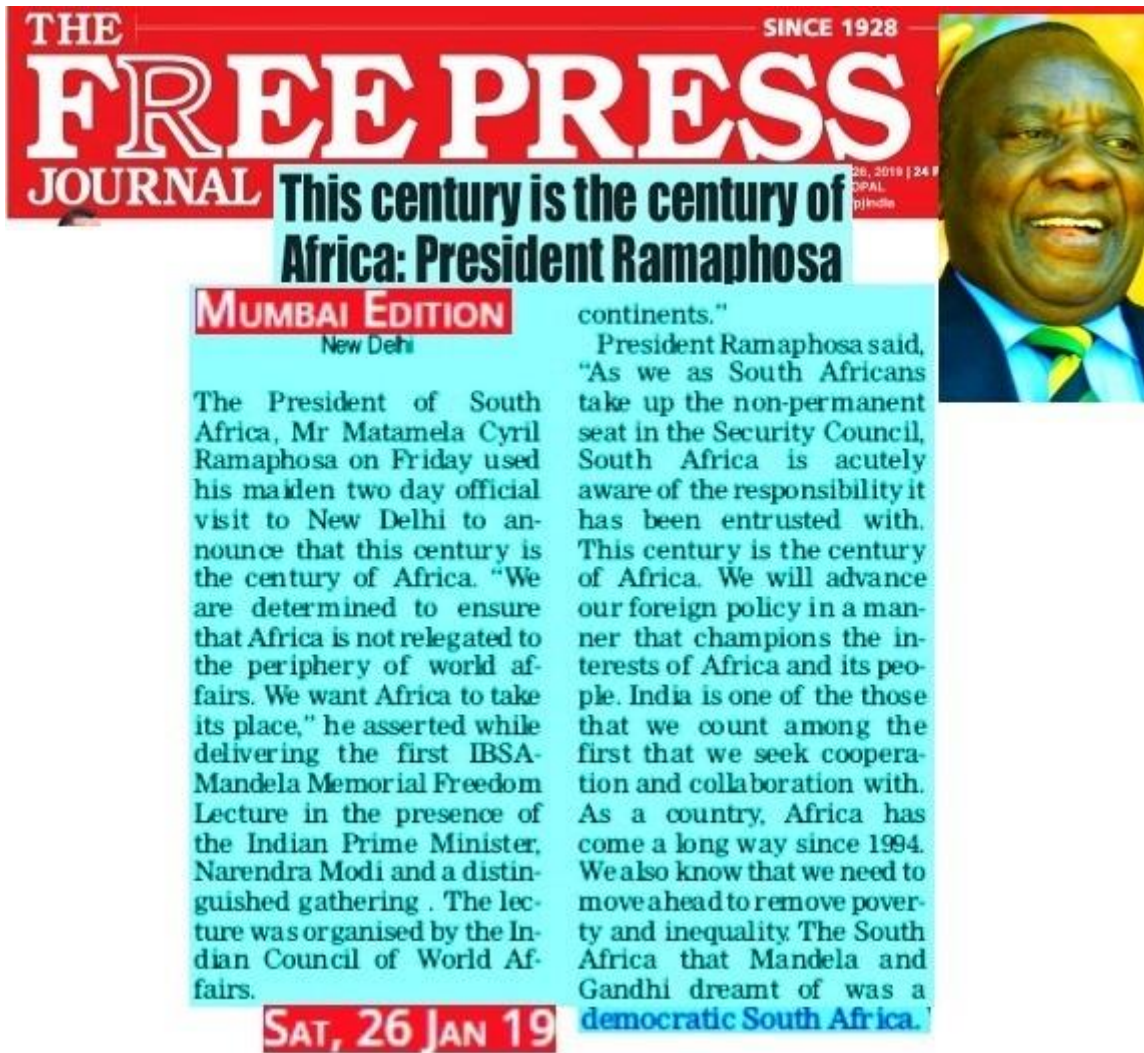 THE
SINCE 1928
FREE PRESS
JOURNAL
26, 2019 | 24 P
OPAL
pjindia
This century is the century of
Africa: President Ramaphosa
MUMBAI EDITION
New Delhi
The President of South
Africa, Mr Matamela Cyril
Ramaphosa on Friday used
his maiden two day official
visit to New Delhi to an-
nounce that this century is
the century of Africa. “We
are determined to ensure
that Africa is not relegated to
the periphery of world af-
fairs. We want Africa to take
its place,” he asserted while
delivering the first IBSA-
Mandela Memorial Freedom
Lecture in the presence of
the Indian Prime Minister,
Narendra Modi and a distin-
guished gathering . The lec-
ture was organised by the In-
dian Council of World Af-
fairs.
continents.”
President Ramaphosa said,
“As we as South Africans
take up the non-permanent
seat in the Security Council,
South Africa is acutely
aware of the responsibility it
has been entrusted with.
This century is the century
of Africa. We will advance
our foreign policy in a man-
ner that champions the in-
terests of Africa and its peo-
ple. India is one of the those
that we count among the
first that we seek coopera-
tion and collaboration with.
As a country, Africa has
come a long way since 1994.
We also know that we need to
move ahead to remove pover-
ty and inequality. The South
Africa that Mandela and
Gandhi dreamt of was a
democratic South Africa.'
SAT, 26 JAN 19